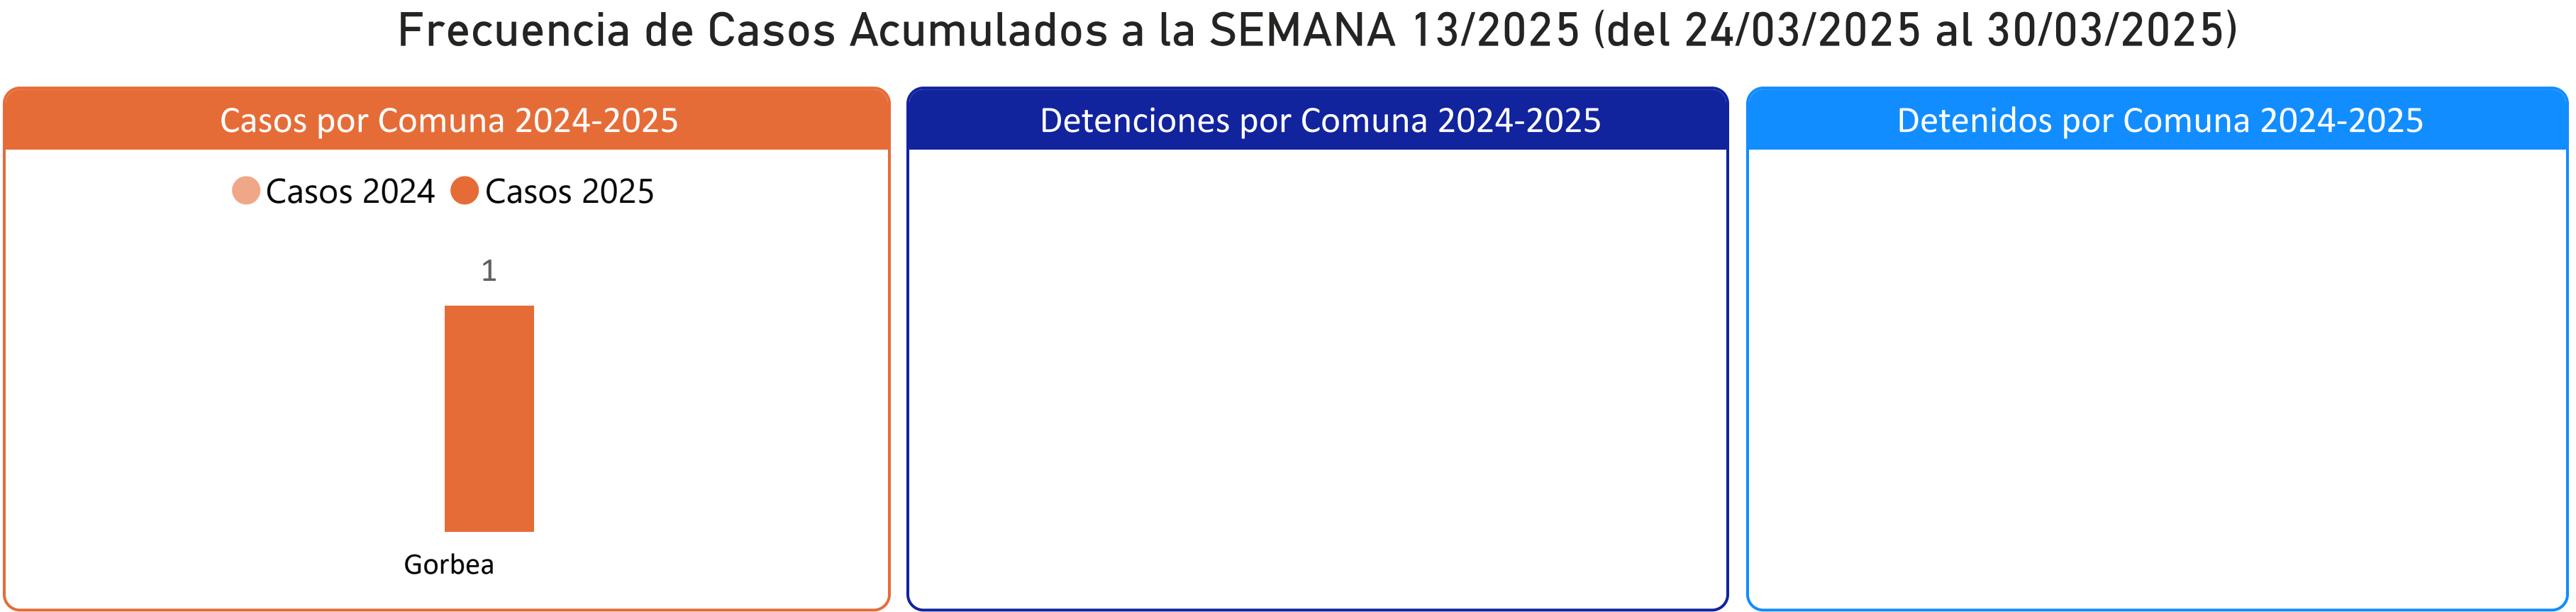 Frecuencia de Casos Acumulados a la SEMANA 13/2025 (del 24/03/2025 al 30/03/2025)
Casos por Comuna 2024-2025
Casos 2024 Casos 2025
1
Gorbea
Detenciones por Comuna 2024-2025
Detenidos por Comuna 2024-2025